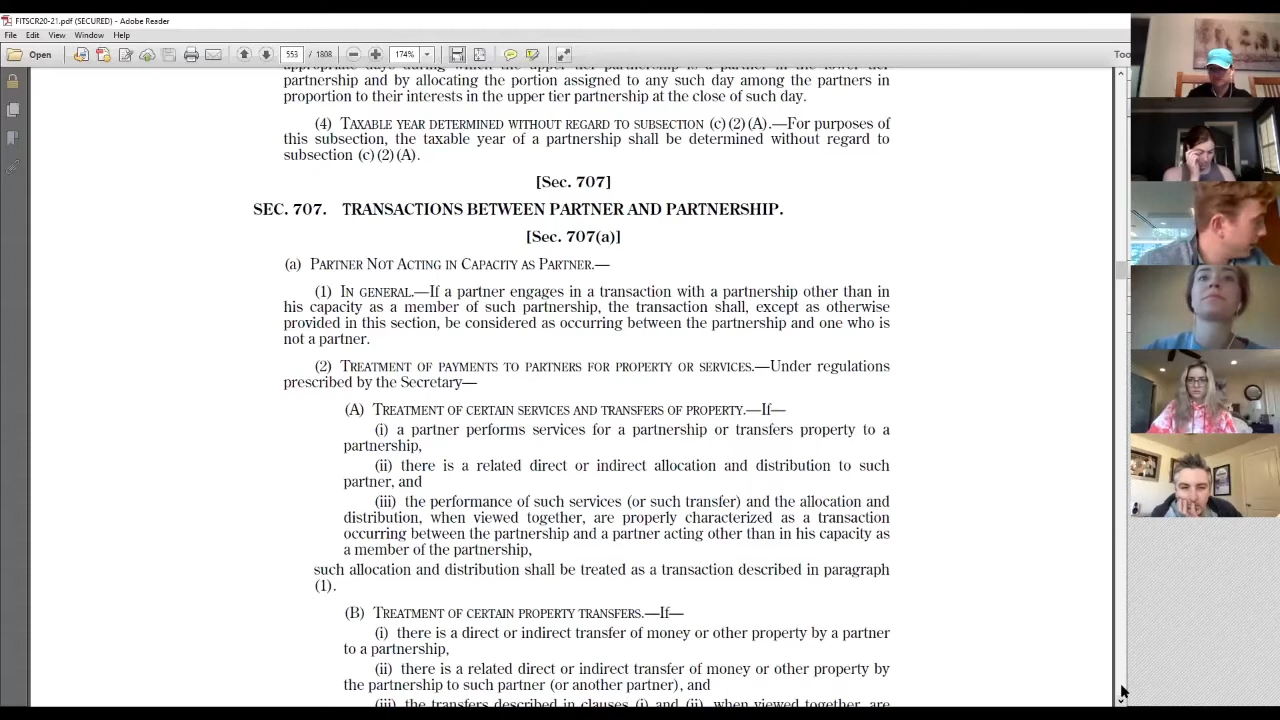 FITSCR20-21.pdf (SECURED) - Adobe Reader
File Edit View Window Help
Open 553 / 1808 174% Too
partnership and by allocating the portion assigned to any such day among the partners in
proportion to their interests in the upper tier partnership at the close of such day.
(4) TAXABLE YEAR DETERMINED WITHOUT REGARD TO SUBSECTION (c)(2)(A).—For purposes of
this subsection, the taxable year of a partnership shall be determined without regard to
subsection (c)(2)(A).
[Sec. 707]
SEC. 707. TRANSACTIONS BETWEEN PARTNER AND PARTNERSHIP.
[Sec. 707(a)]
(a) PARTNER NOT ACTING IN CAPACITY AS PARTNER.—
(1) IN GENERAL.—If a partner engages in a transaction with a partnership other than in
his capacity as a member of such partnership, the transaction shall, except as otherwise
provided in this section, be considered as occurring between the partnership and one who is
not a partner.
(2) TREATMENT OF PAYMENTS TO PARTNERS FOR PROPERTY OR SERVICES.—Under regulations
prescribed by the Secretary—
(A) TREATMENT OF CERTAIN SERVICES AND TRANSFERS OF PROPERTY.—If—
(i) a partner performs services for a partnership or transfers property to a
partnership,
(ii) there is a related direct or indirect allocation and distribution to such
partner, and
(iii) the performance of such services (or such transfer) and the allocation and
distribution, when viewed together, are properly characterized as a transaction
occurring between the partnership and a partner acting other than in his capacity as
a member of the partnership,
such allocation and distribution shall be treated as a transaction described in paragraph
(1).
(B) TREATMENT OF CERTAIN PROPERTY TRANSFERS.—If—
(i) there is a direct or indirect transfer of money or other property by a partner
to a partnership,
(ii) there is a related direct or indirect transfer of money or other property by
the partnership to such partner (or another partner), and
(iii) the transfers described in clauses (i) and (ii), when viewed together, are